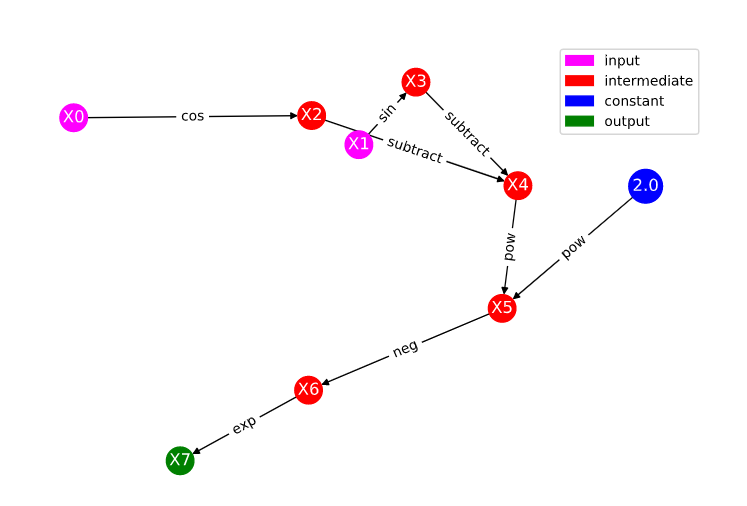 input
intermediate
constant
output
X3
X0
cos
X2
sin
X1
subtract
subtract
X4
2.0
pow
pow
X5
neg
X6
exp
X7